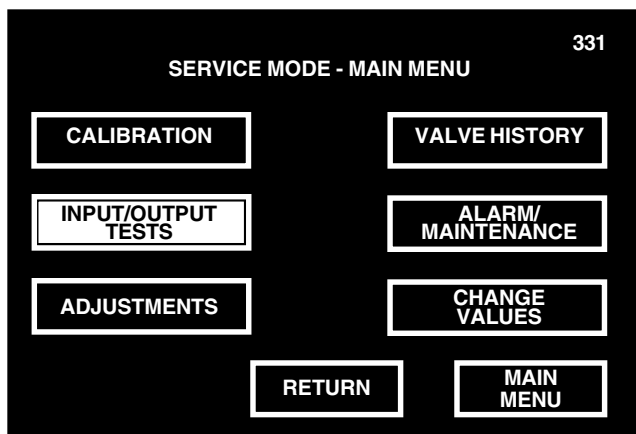 331
SERVICE MODE - MAIN MENU
CALIBRATION
VALVE HISTORY
INPUT/OUTPUT
TESTS
ALARM/
MAINTENANCE
ADJUSTMENTS
CHANGE
VALUES
RETURN
MAIN
MENU